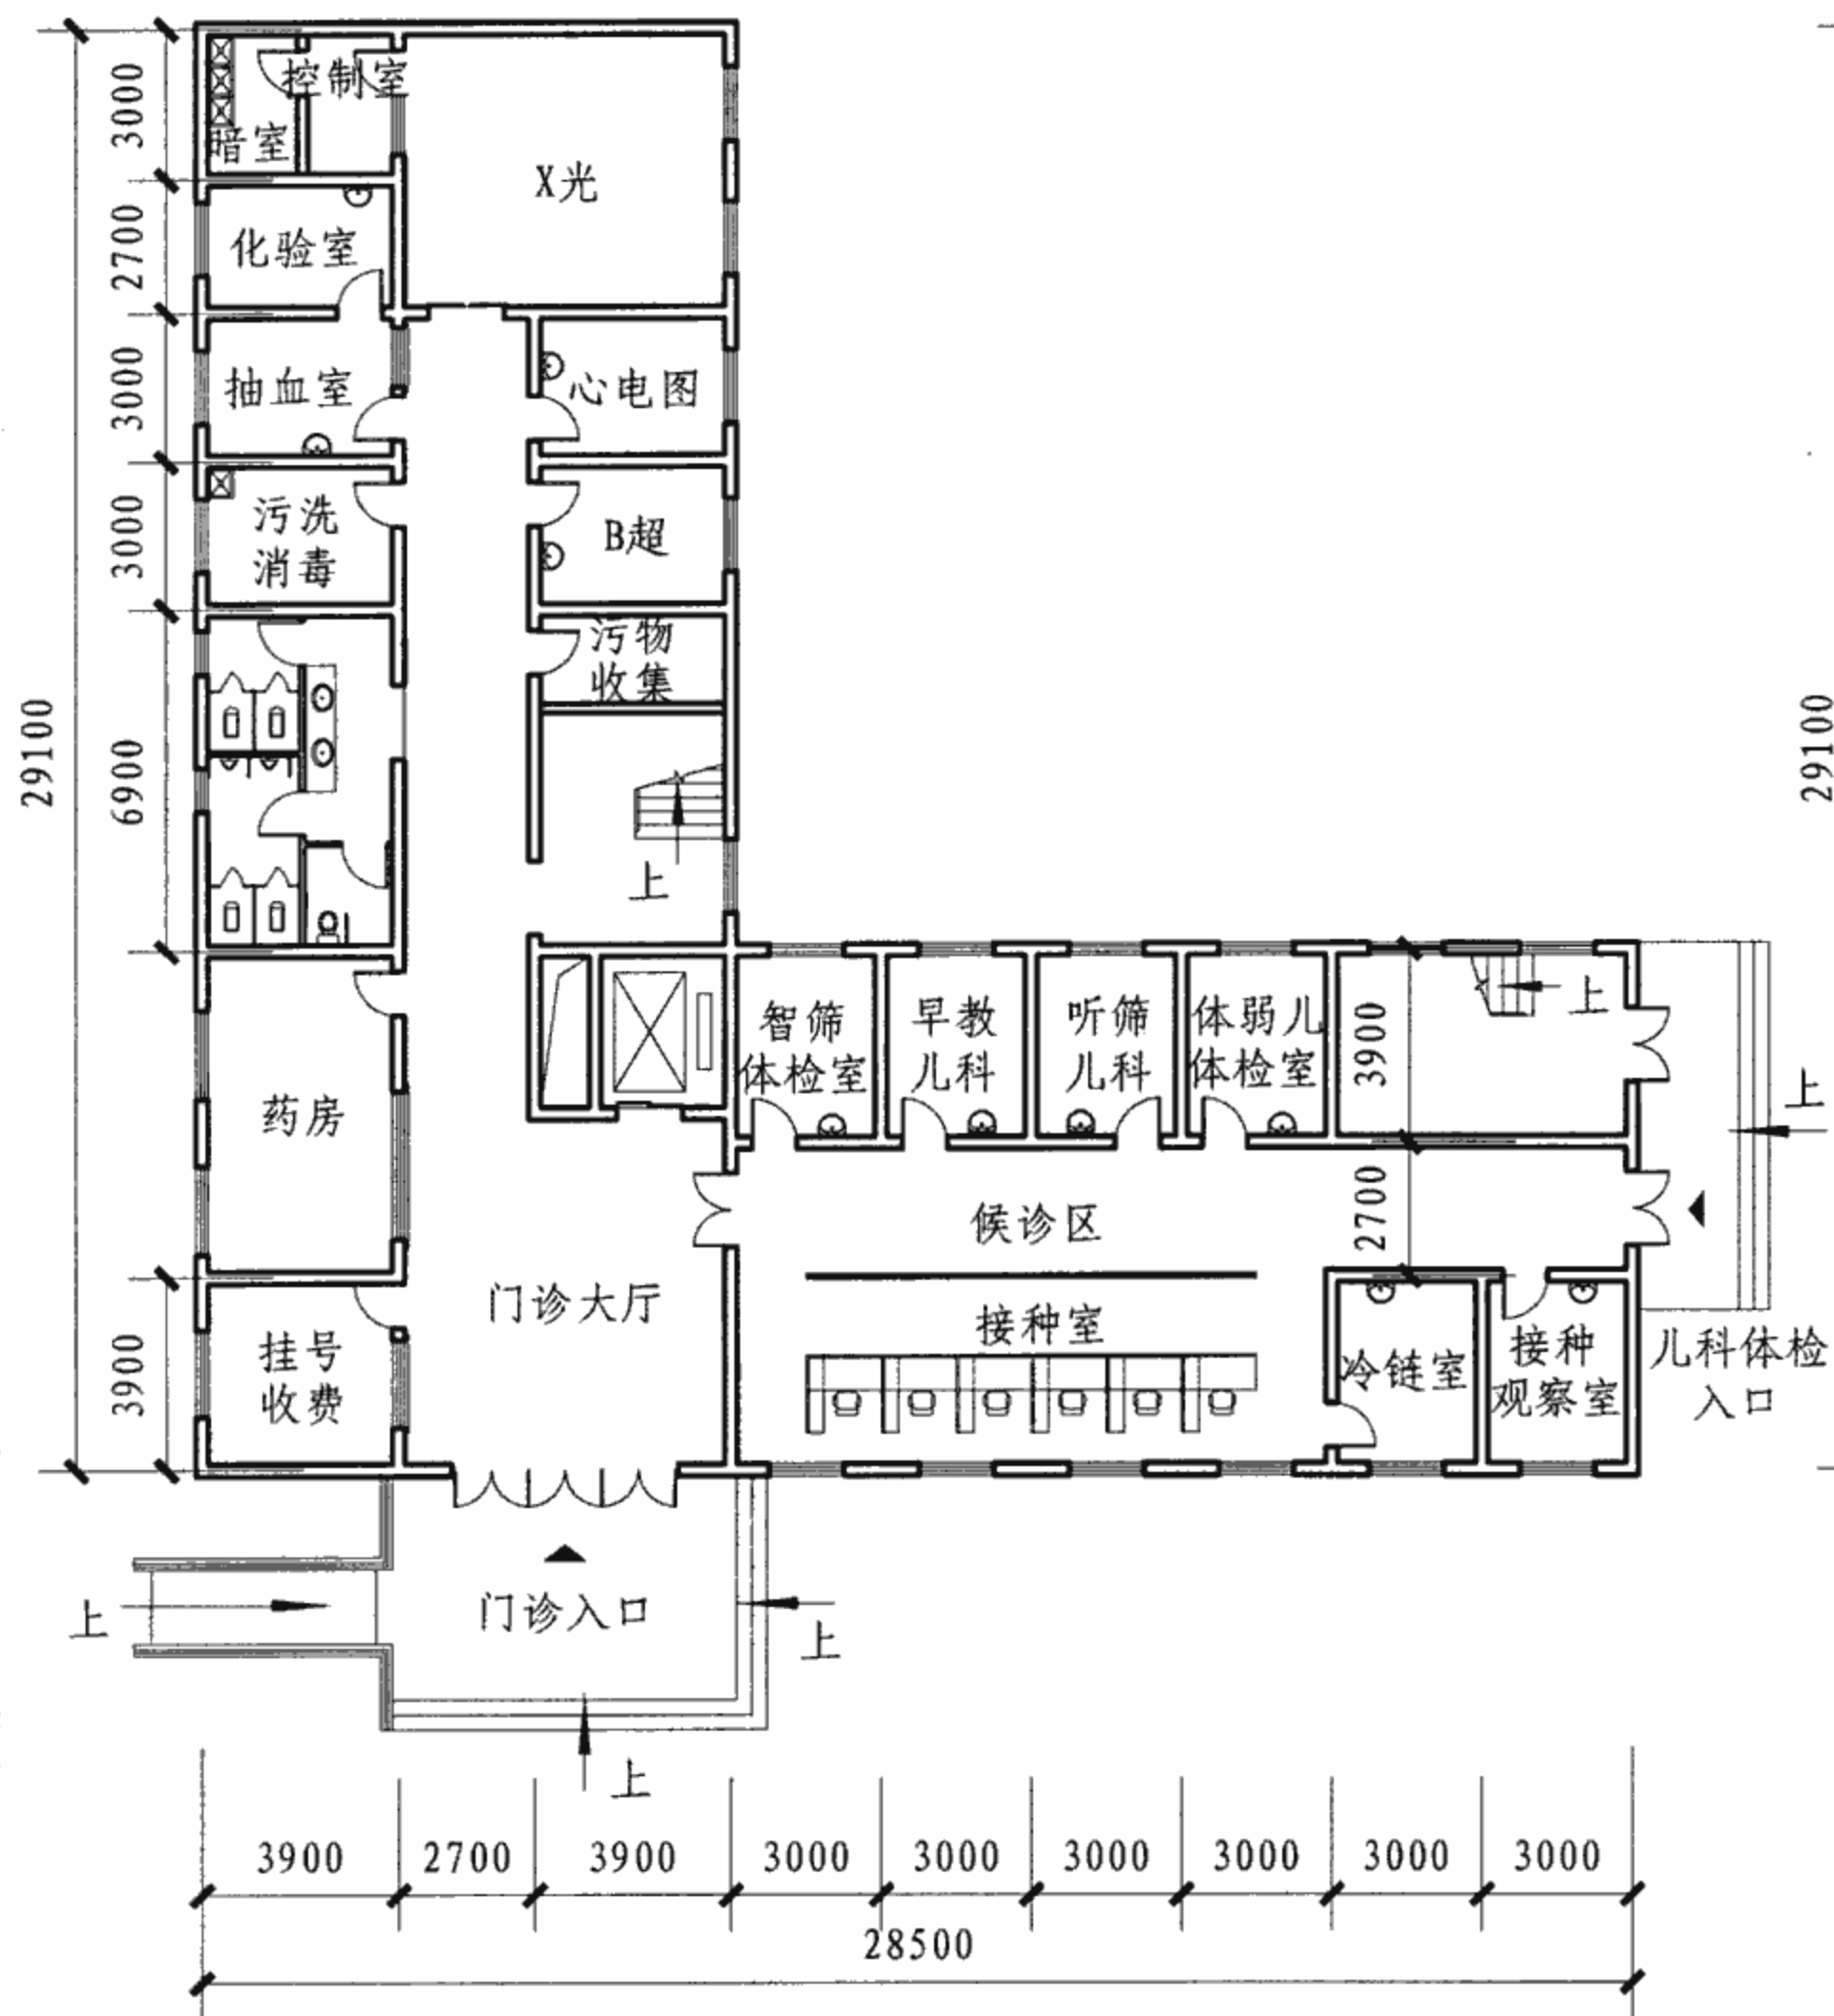 控制室
暗室
X光
化验室
抽血室
心电图
污洗
消毒
B超
污物
收集
上
药房
智筛
体检室
早教
儿科
听筛
儿科
体弱儿
体检室
上
上
候诊区
门诊大厅
接种室
挂号
收费
冷链室
接种
观察室
儿科体检
入口
门诊入口
上
上
上
3000
2700
3000
3000
6900
3900
29100
29100
3900
2700
3900
2700
3900
3000
3000
3000
3000
3000
3000
28500